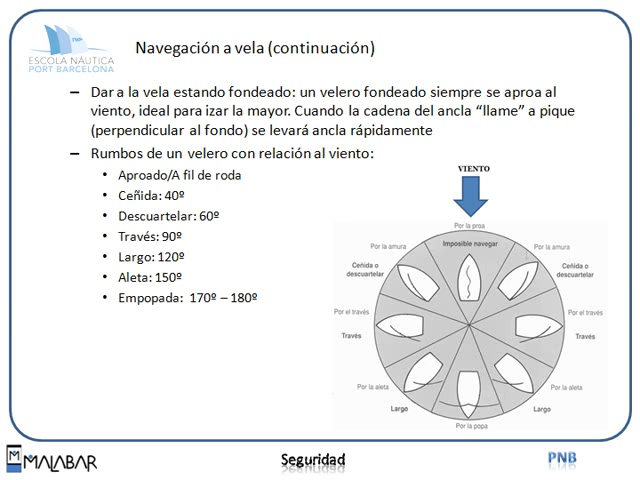 ESCOLA NÀUTICA
PORT BARCELONA
Navegación a vela (continuación)
– Dar a la vela estando fondeado: un velero fondeado siempre se aproa al
viento, ideal para izar la mayor. Cuando la cadena del ancla “llame” a pique
(perpendicular al fondo) se levará ancla rápidamente
– Rumbos de un velero con relación al viento:
• Aproado/A fil de roda
• Ceñida: 40º
• Descuartelar: 60º
• Través: 90º
• Largo: 120º
• Aleta: 150º
• Empopada: 170º – 180º
VIENTO
Por la proa
Imposible navegar
Por la amura
Por la amura
Ceñida o
descuartelar
Ceñida o
descuartelar
Por el través
Por el través
Través
Través
Por la aleta
Por la aleta
Largo
Largo
Por la popa
MALABAR
Seguridad
PNB